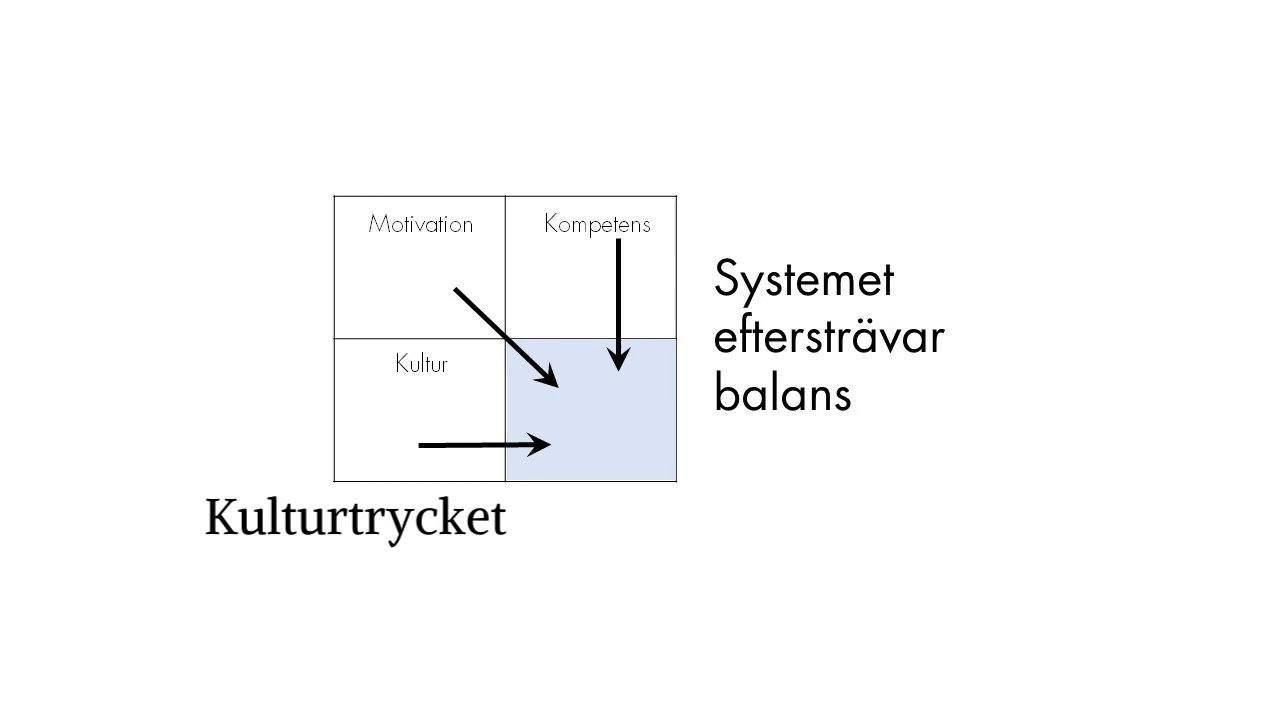 Motivation
Kompetens
Systemet
eftersträvar
balans
Kultur
Kulturtrycket